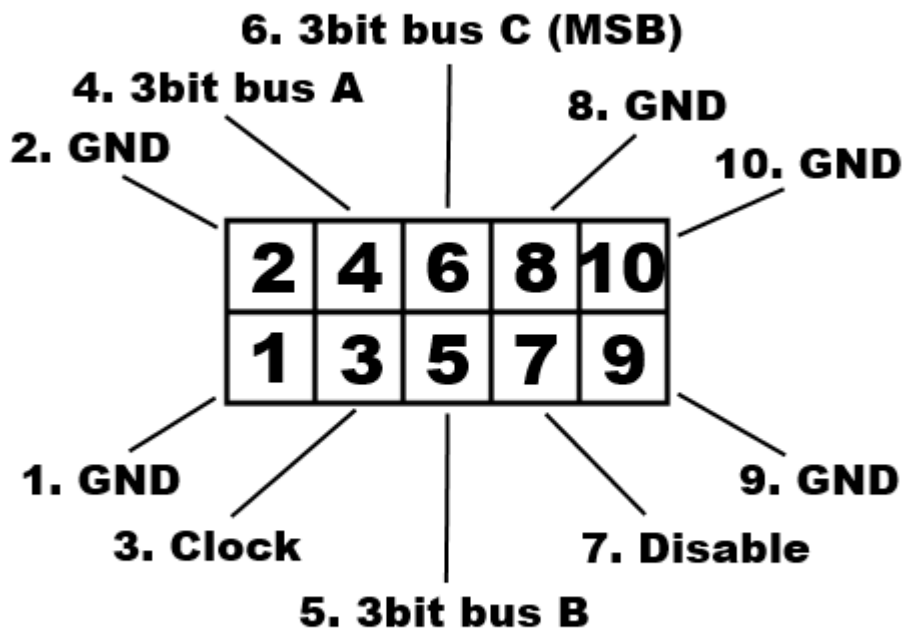 6. 3bit bus C (MSB)
4. 3bit bus A
8. GND
2. GND
10. GND
2 4 6 8 10
1 3 5 7 9
1. GND
9. GND
3. Clock
7. Disable
5. 3bit bus B